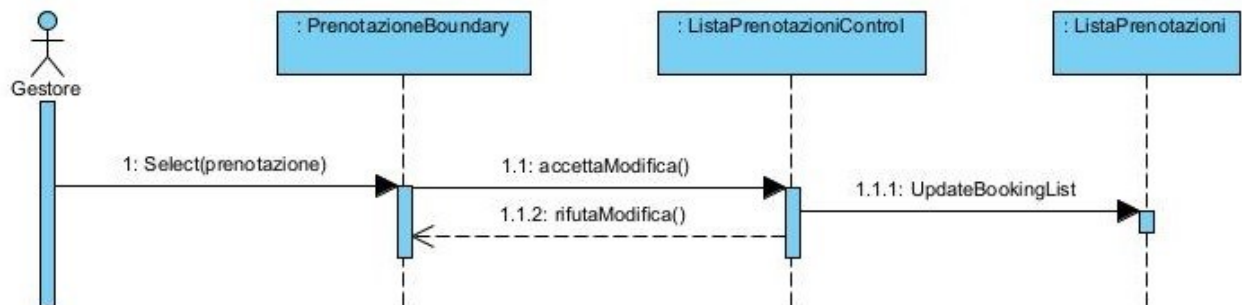 : PrenotazioneBoundary
: ListaPrenotazioniControl
: ListaPrenotazioni
Gestore
1: Select(prenotazione)
1.1: accettaModifica()
1.1.1: UpdateBookingList
1.1.2: rifutaModifica()